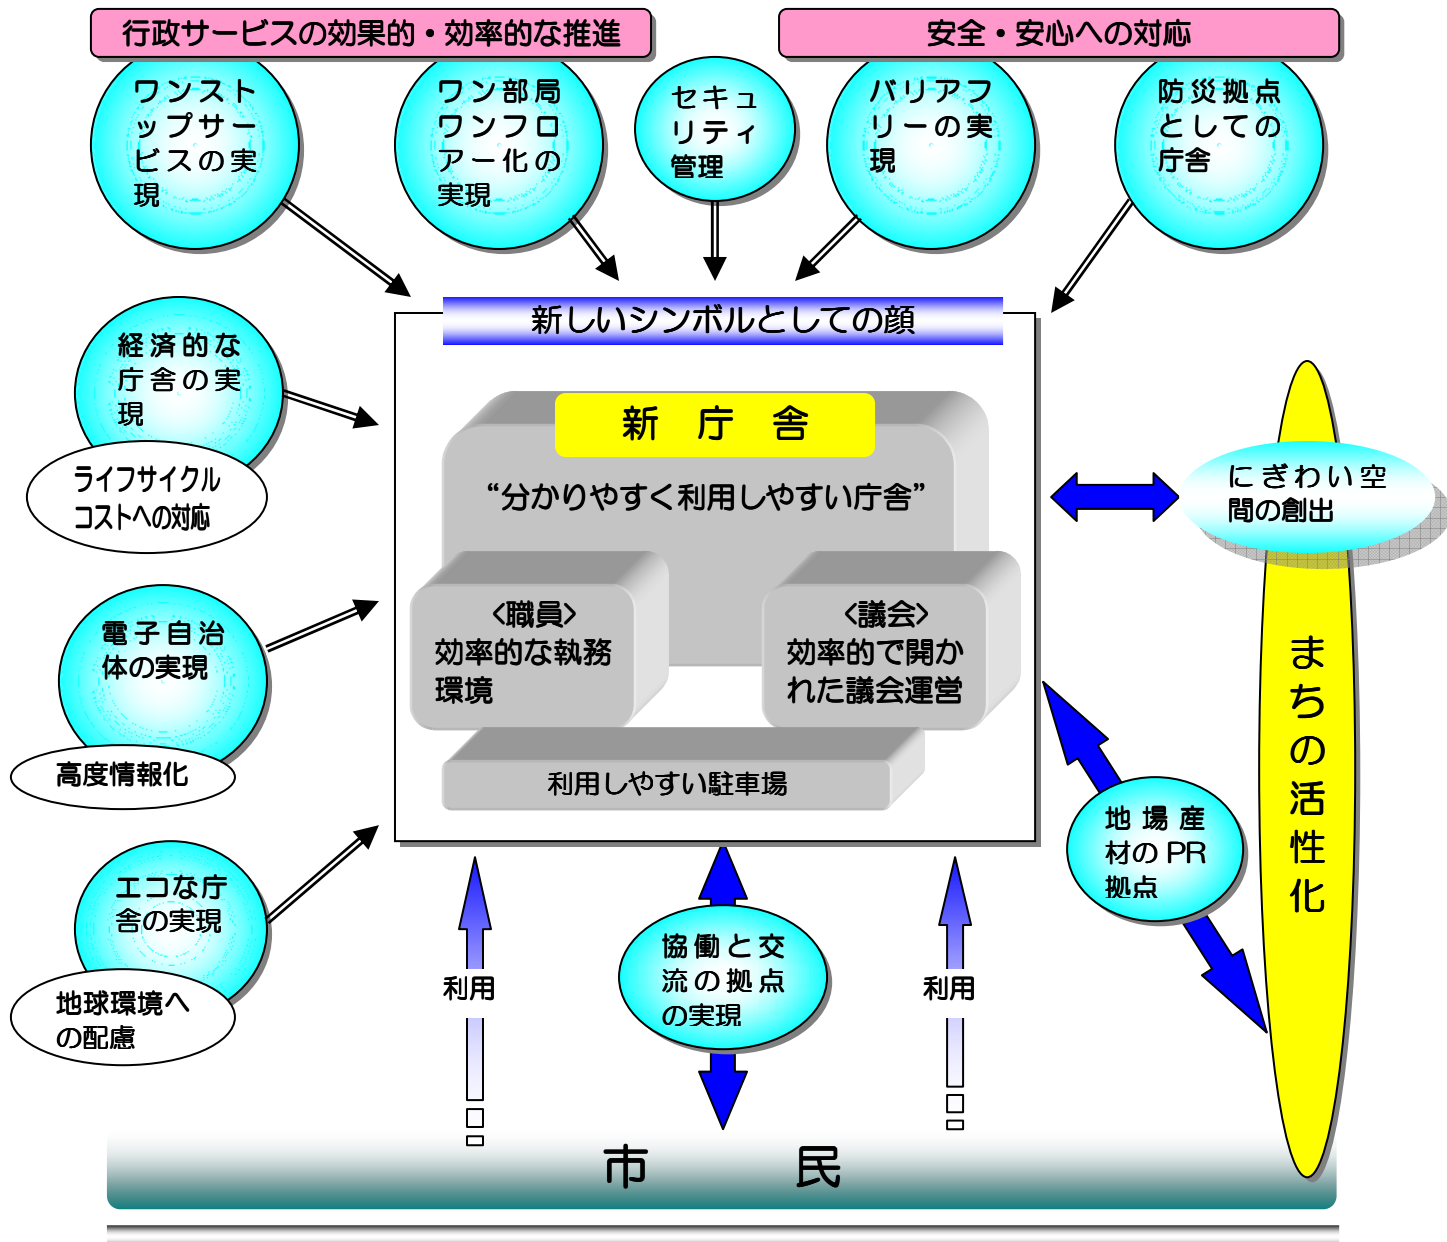 行政サービスの効果的・効率的な推進
安全・安心への対応
ワンスト
ップサー
ビスの実
現
ワン部局
ワンフロ
アー化の
実現
セキュ
リティ
管理
バリアフ
リーの実
現
防災拠点
としての
庁舎
新しいシンボルとしての顔
経済的な
庁舎の実
現
ライフサイクル
コストへの対応
新 庁 舎
“分かりやすく利用しやすい庁舎”
にぎわい空
間の創出
電子自治
体の実現
高度情報化
<職員>
効率的な執務
環境
<議会>
効率的で開か
れた議会運営
利用しやすい駐車場
まちの活性化
地場産
材の PR
拠点
エコな庁
舎の実現
地球環境へ
の配慮
利用
協働と交
流の拠点
の実現
利用
市 民